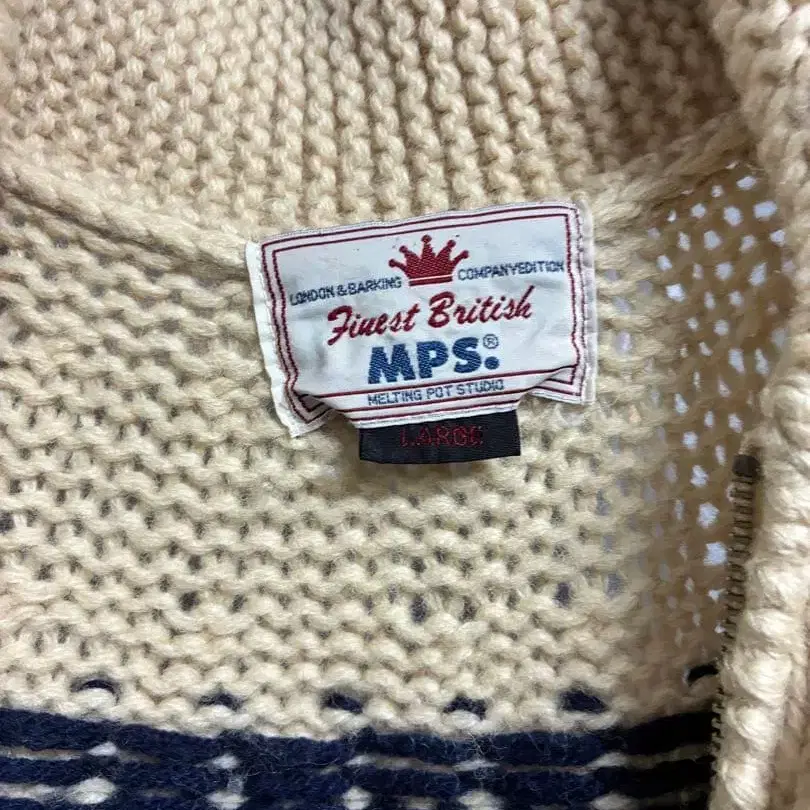 LONDON & BARKING COMPANYEDITION
Finest British
MPS.®
MELTING POT STUDIO
LARGE